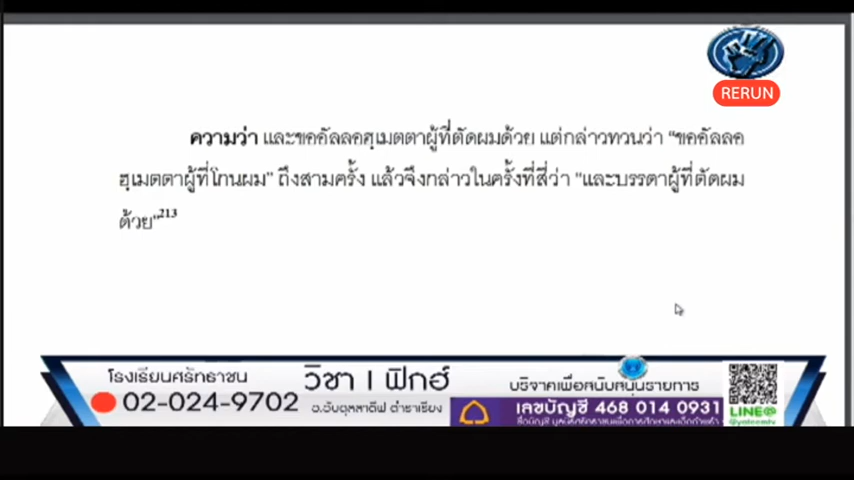 RERUN
ความว่า และขออัลลอฮฺเมตตาผู้ที่ตัดผมด้วย แต่กล่าวทวนว่า "ขออัลลอ
ฮฺเมตตาผู้ที่โกนผม" ถึงสามครั้ง แล้วจึงกล่าวในครั้งที่สี่ว่า "และบรรดาผู้ที่ตัดผม
ด้วย"213
โรงเรียนศรัทธาชน
02-024-9702
วิชา | ฟิกฮ์
อ.อับดุลลาตีฟ ดำราเรียง
บริจาคเพื่อสนับสนุนรายการ
เลขบัญชี 468 014 0931
LINE@